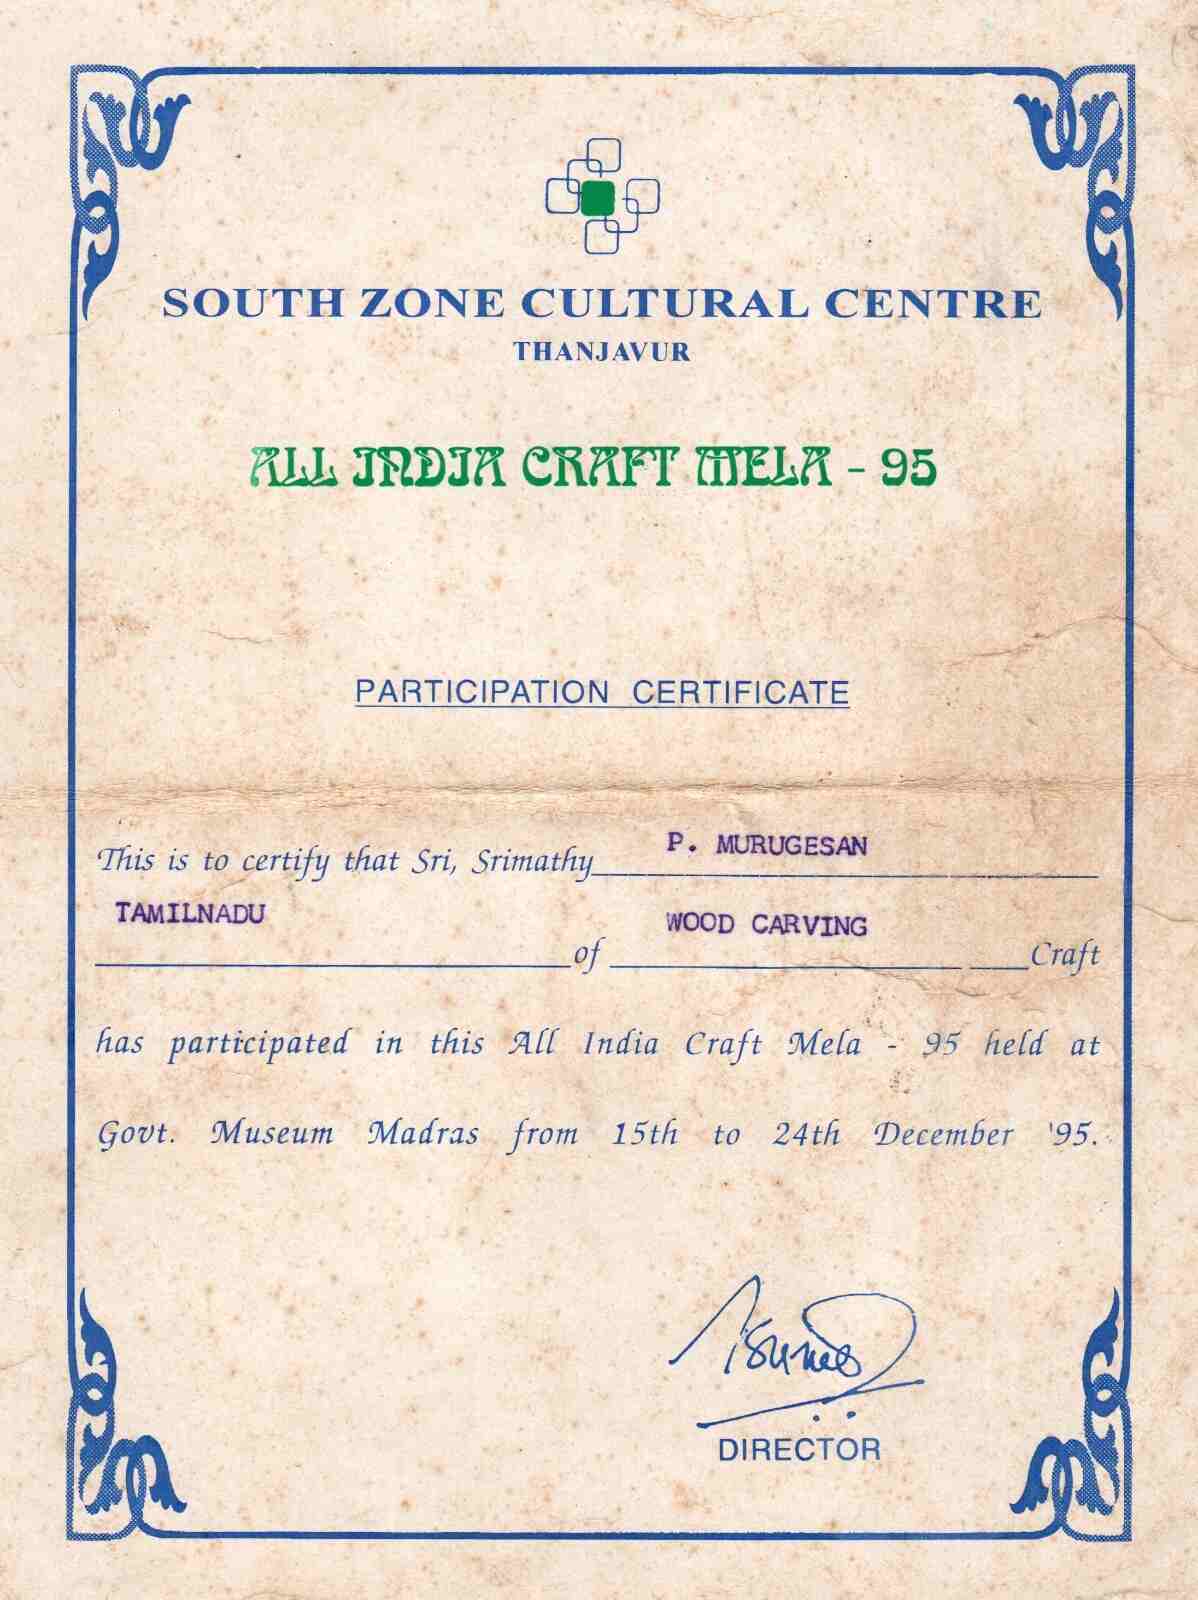 SOUTH ZONE CULTURAL CENTRE
THANJAVUR
ALL INDIA CRAFT MELA - 95
PARTICIPATION CERTIFICATE
This is to certify that Sri, Srimathy P. MURUGESAN
TAMILNADU of WOOD CARVING Craft
has participated in this All India Craft Mela - 95 held at
Govt. Museum Madras from 15th to 24th December '95.
DIRECTOR